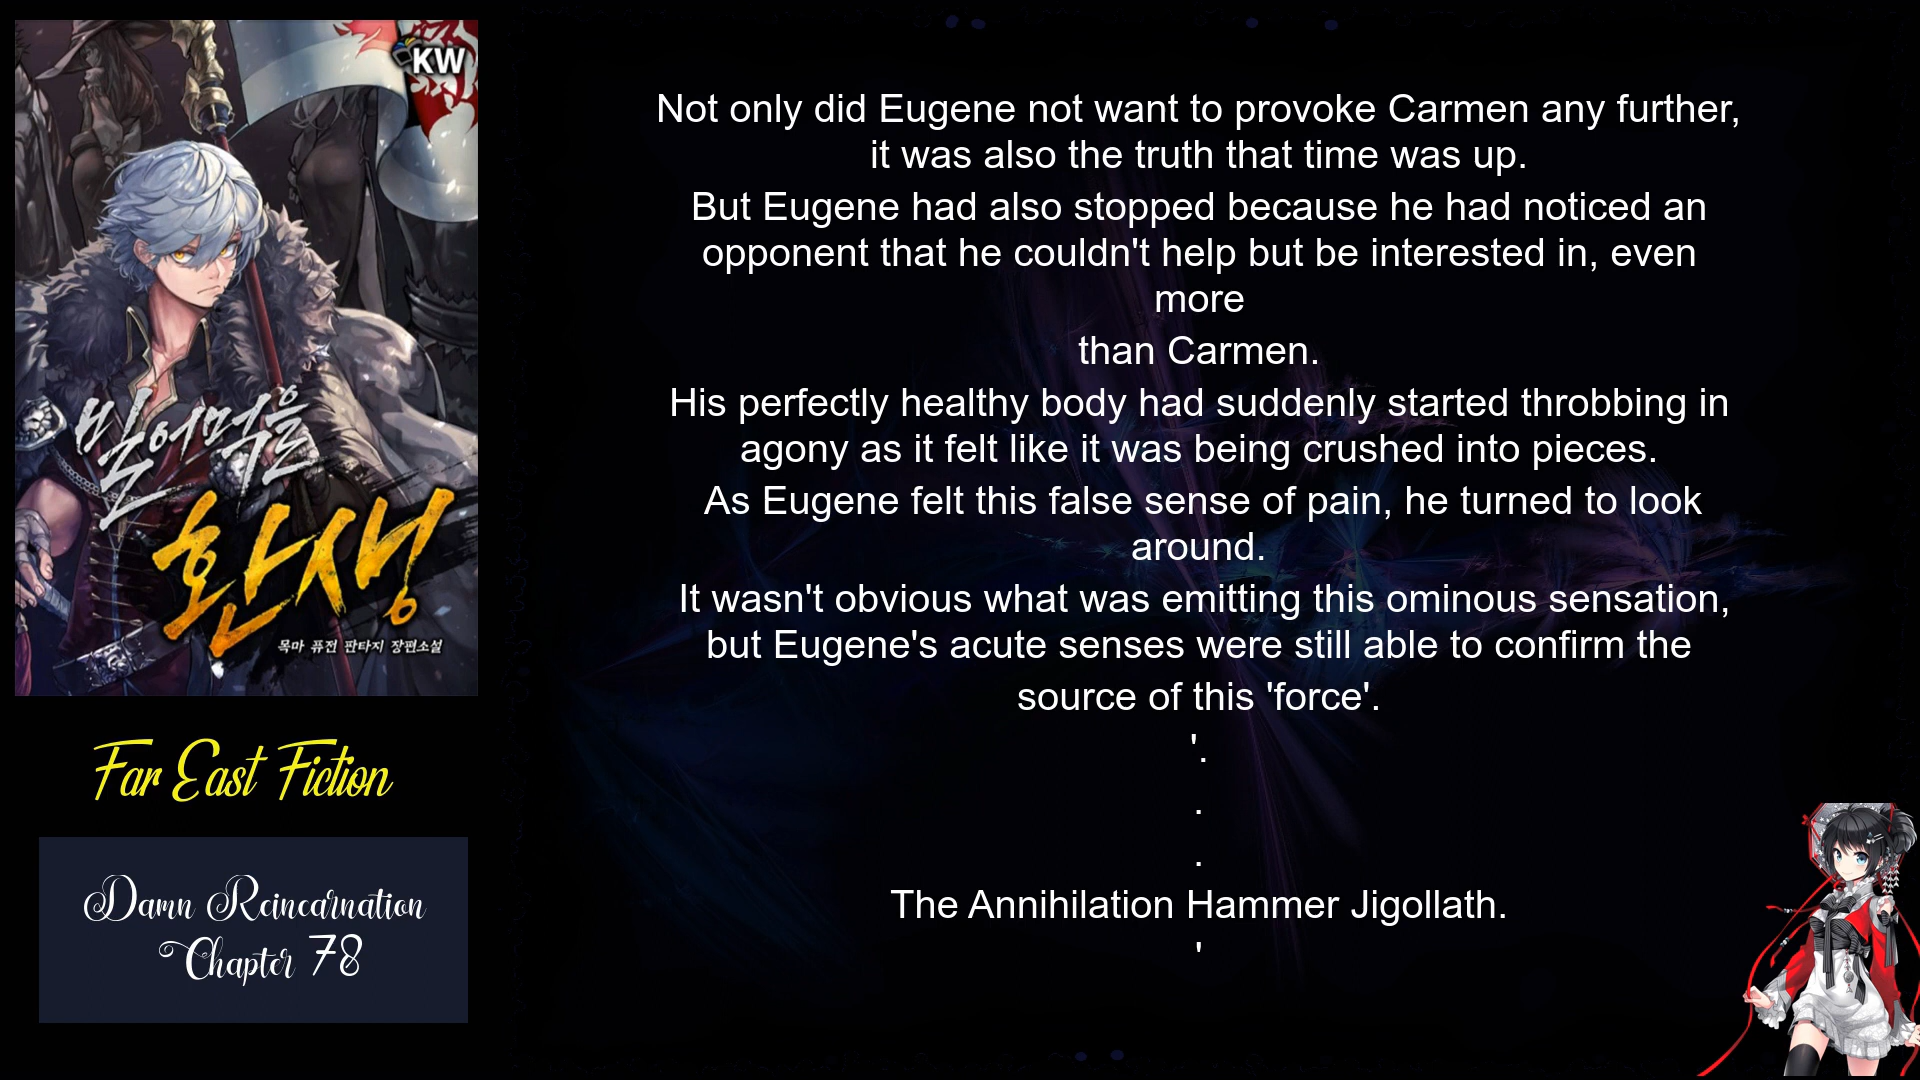 KW
빌어먹을
환생
목마 퓨전 판타지 장편소설
Far East Fiction
Damn Reincarnation
Chapter 78
Not only did Eugene not want to provoke Carmen any further,
it was also the truth that time was up.
But Eugene had also stopped because he had noticed an
opponent that he couldn't help but be interested in, even
more
than Carmen.
His perfectly healthy body had suddenly started throbbing in
agony as it felt like it was being crushed into pieces.
As Eugene felt this false sense of pain, he turned to look
around.
It wasn't obvious what was emitting this ominous sensation,
but Eugene's acute senses were still able to confirm the
source of this 'force'.
'.
.
.
The Annihilation Hammer Jigollath.
'